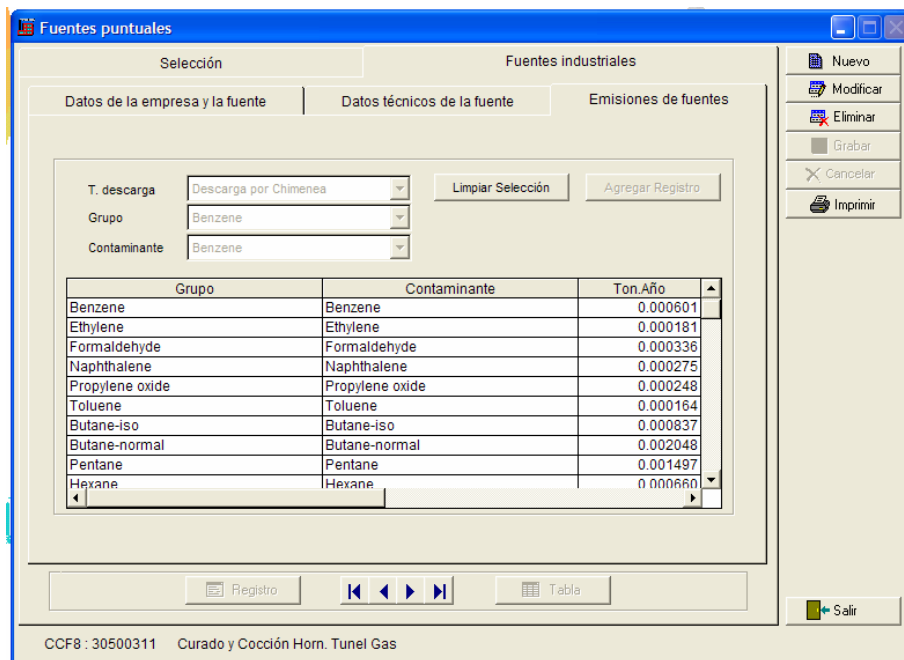 Fuentes puntuales
Selección
Fuentes industriales
Datos de la empresa y la fuente
Datos técnicos de la fuente
Emisiones de fuentes
T. descarga
Descarga por Chimenea
Limpiar Selección
Agregar Registro
Grupo
Benzene
Contaminante
Benzene
Grupo Contaminante Ton.Año
Benzene Benzene 0.000601
Ethylene Ethylene 0.000181
Formaldehyde Formaldehyde 0.000336
Naphthalene Naphthalene 0.000275
Propylene oxide Propylene oxide 0.000248
Toluene Toluene 0.000164
Butane-iso Butane-iso 0.000837
Butane-normal Butane-normal 0.002048
Pentane Pentane 0.001497
Hexane Hexane 0.000660
Registro
Tabla
Nuevo
Modificar
Eliminar
Grabar
Cancelar
Imprimir
Salir
CCF8 : 30500311 Curado y Cocción Horn. Tunel Gas